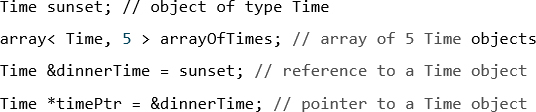 Time sunset; // object of type Time
array< Time, 5 > arrayOfTimes; // array of 5 Time objects
Time &dinnerTime = sunset; // reference to a Time object
Time *timePtr = &dinnerTime; // pointer to a Time object